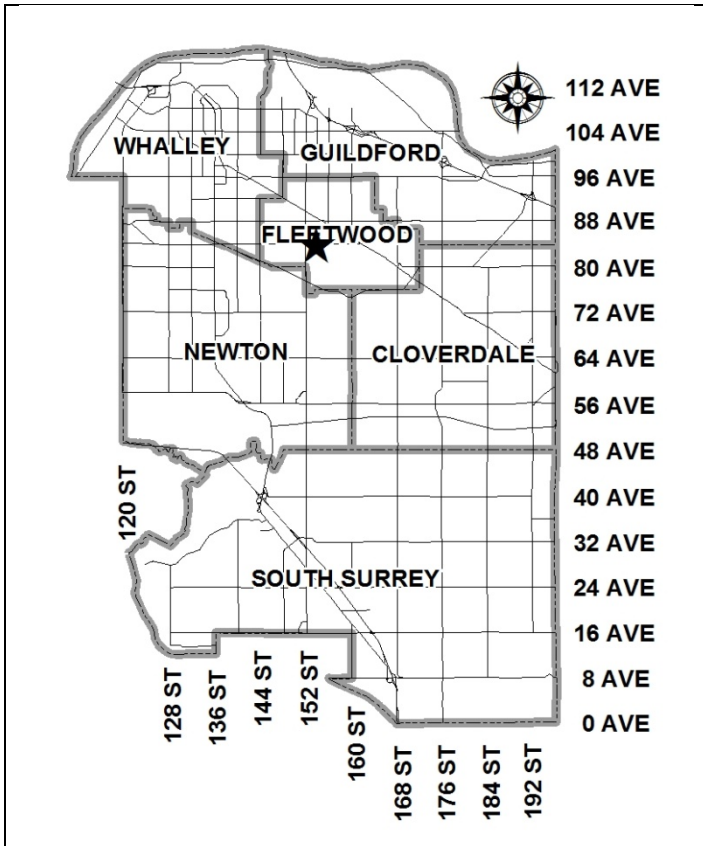 112 AVE
104 AVE
WHALLEY
GUILDFORD
96 AVE
88 AVE
FLEETWOOD
80 AVE
72 AVE
NEWTON
CLOVERDALE
64 AVE
56 AVE
48 AVE
120 ST
40 AVE
32 AVE
SOUTH SURREY
24 AVE
16 AVE
8 AVE
0 AVE
128 ST
136 ST
144 ST
152 ST
160 ST
168 ST
176 ST
184 ST
192 ST